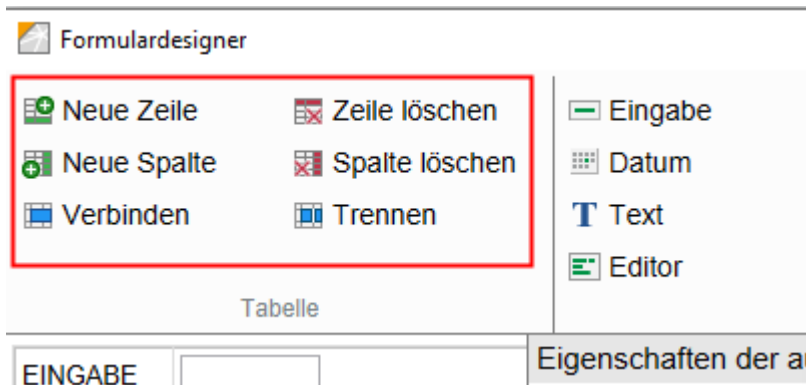 Formulardesigner
Neue Zeile Zeile löschen
Neue Spalte Spalte löschen
Verbinden Trennen
Tabelle
Eingabe
Datum
T Text
Editor
EINGABE
Eigenschaften der